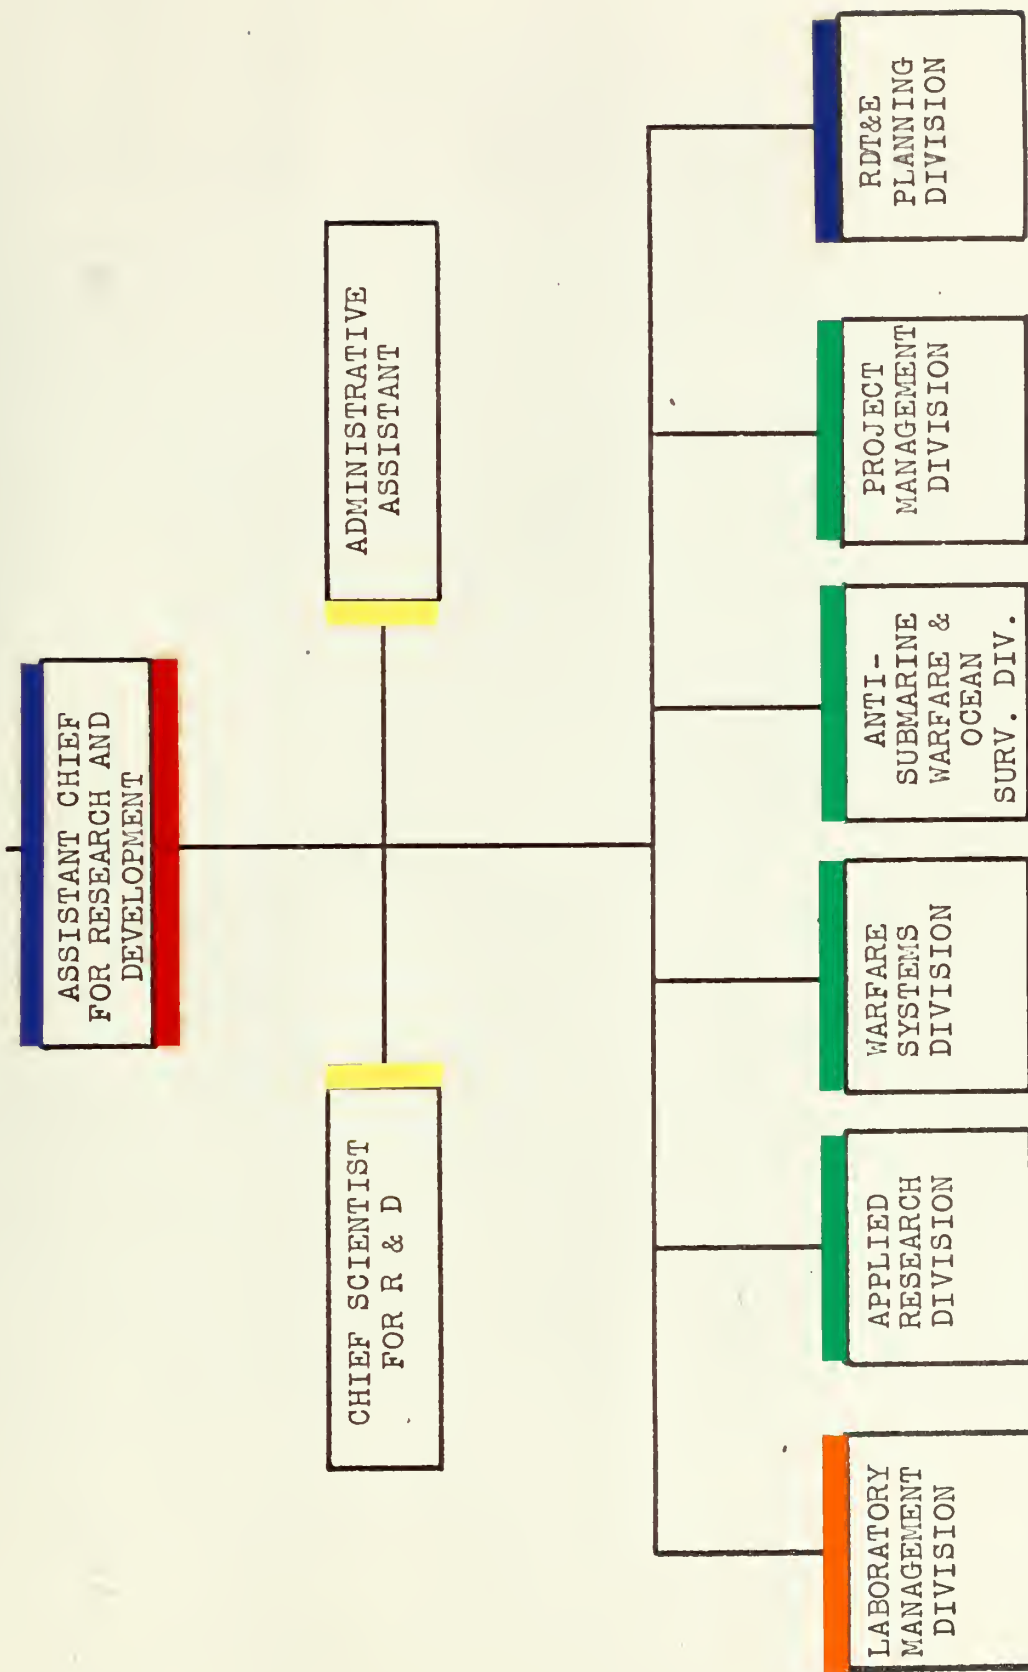 ASSISTANT CHIEF
FOR RESEARCH AND
DEVELOPMENT
CHIEF SCIENTIST
FOR R & D
ADMINISTRATIVE
ASSISTANT
LABORATORY
MANAGEMENT
DIVISION
APPLIED
RESEARCH
DIVISION
WARFARE
SYSTEMS
DIVISION
ANTI-
SUBMARINE
WARFARE &
OCEAN
SURV. DIV.
PROJECT
MANAGEMENT
DIVISION
RDT&E
PLANNING
DIVISION